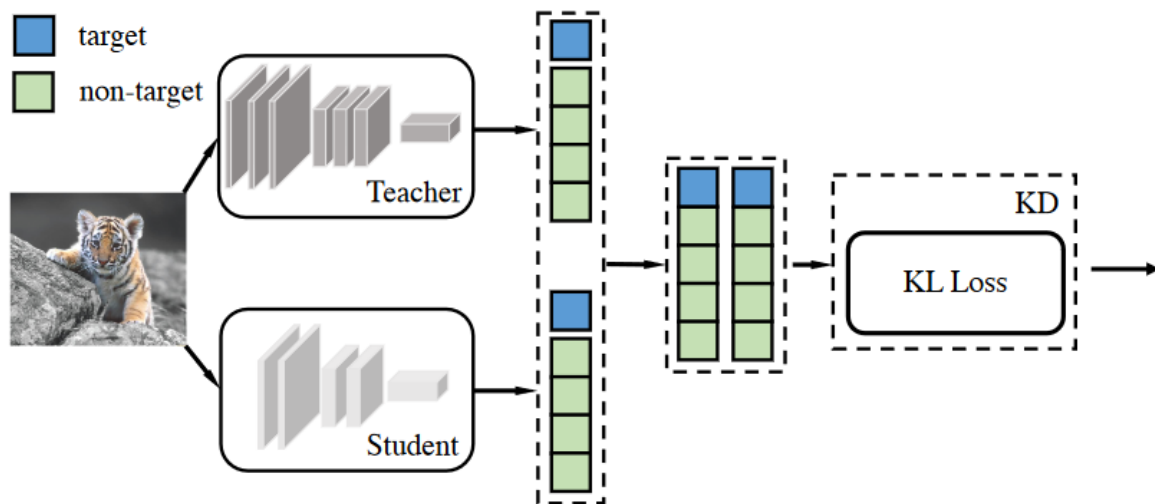 target
non-target
Teacher
Student
KD
KL Loss